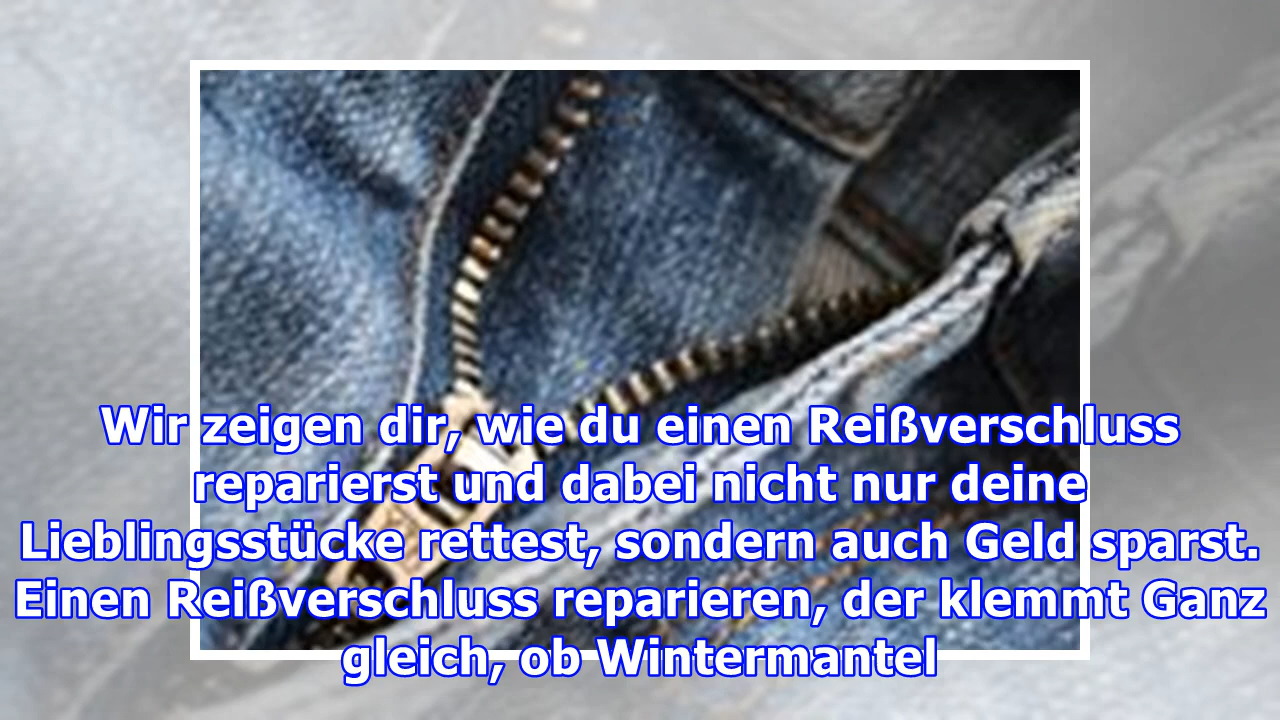 Wir zeigen dir, wie du einen Reißverschluss
reparierst und dabei nicht nur deine
Lieblingsstücke rettest, sondern auch Geld sparst.
Einen Reißverschluss reparieren, der klemmt Ganz
gleich, ob Wintermantel